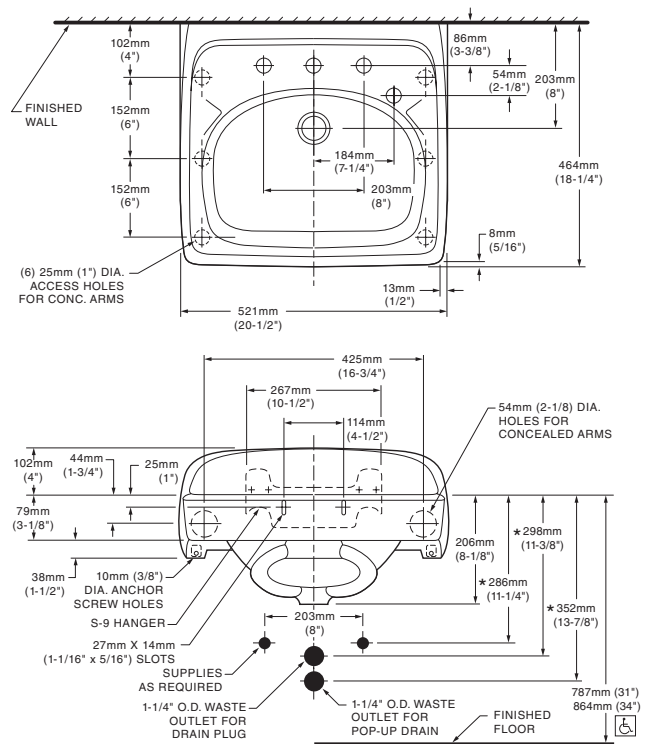 102mm
(4")
86mm
(3-3/8")
54mm
(2-1/8")
203mm
(8")
FINISHED
WALL
152mm
(6")
184mm
(7-1/4")
464mm
(18-1/4")
152mm
(6")
203mm
(8")
8mm
(5/16")
(6) 25mm (1") DIA.
ACCESS HOLES
FOR CONC. ARMS
13mm
(1/2")
521mm
(20-1/2")
425mm
(16-3/4")
267mm
(10-1/2")
114mm
(4-1/2")
54mm (2-1/8) DIA.
HOLES FOR
CONCEALED ARMS
102mm
(4")
44mm
(1-3/4")
25mm
(1")
79mm
(3-1/8")
206mm
(8-1/8")
*298mm
(11-3/8")
*286mm
(11-1/4")
*352mm
(13-7/8")
38mm
(1-1/2")
10mm (3/8")
DIA. ANCHOR
SCREW HOLES
S-9 HANGER
203mm
(8")
27mm X 14mm
(1-1/16" x 5/16") SLOTS
SUPPLIES
AS REQUIRED
1-1/4" O.D. WASTE
OUTLET FOR
DRAIN PLUG
1-1/4" O.D. WASTE
OUTLET FOR
POP-UP DRAIN
787mm (31")
864mm (34")
FINISHED
FLOOR